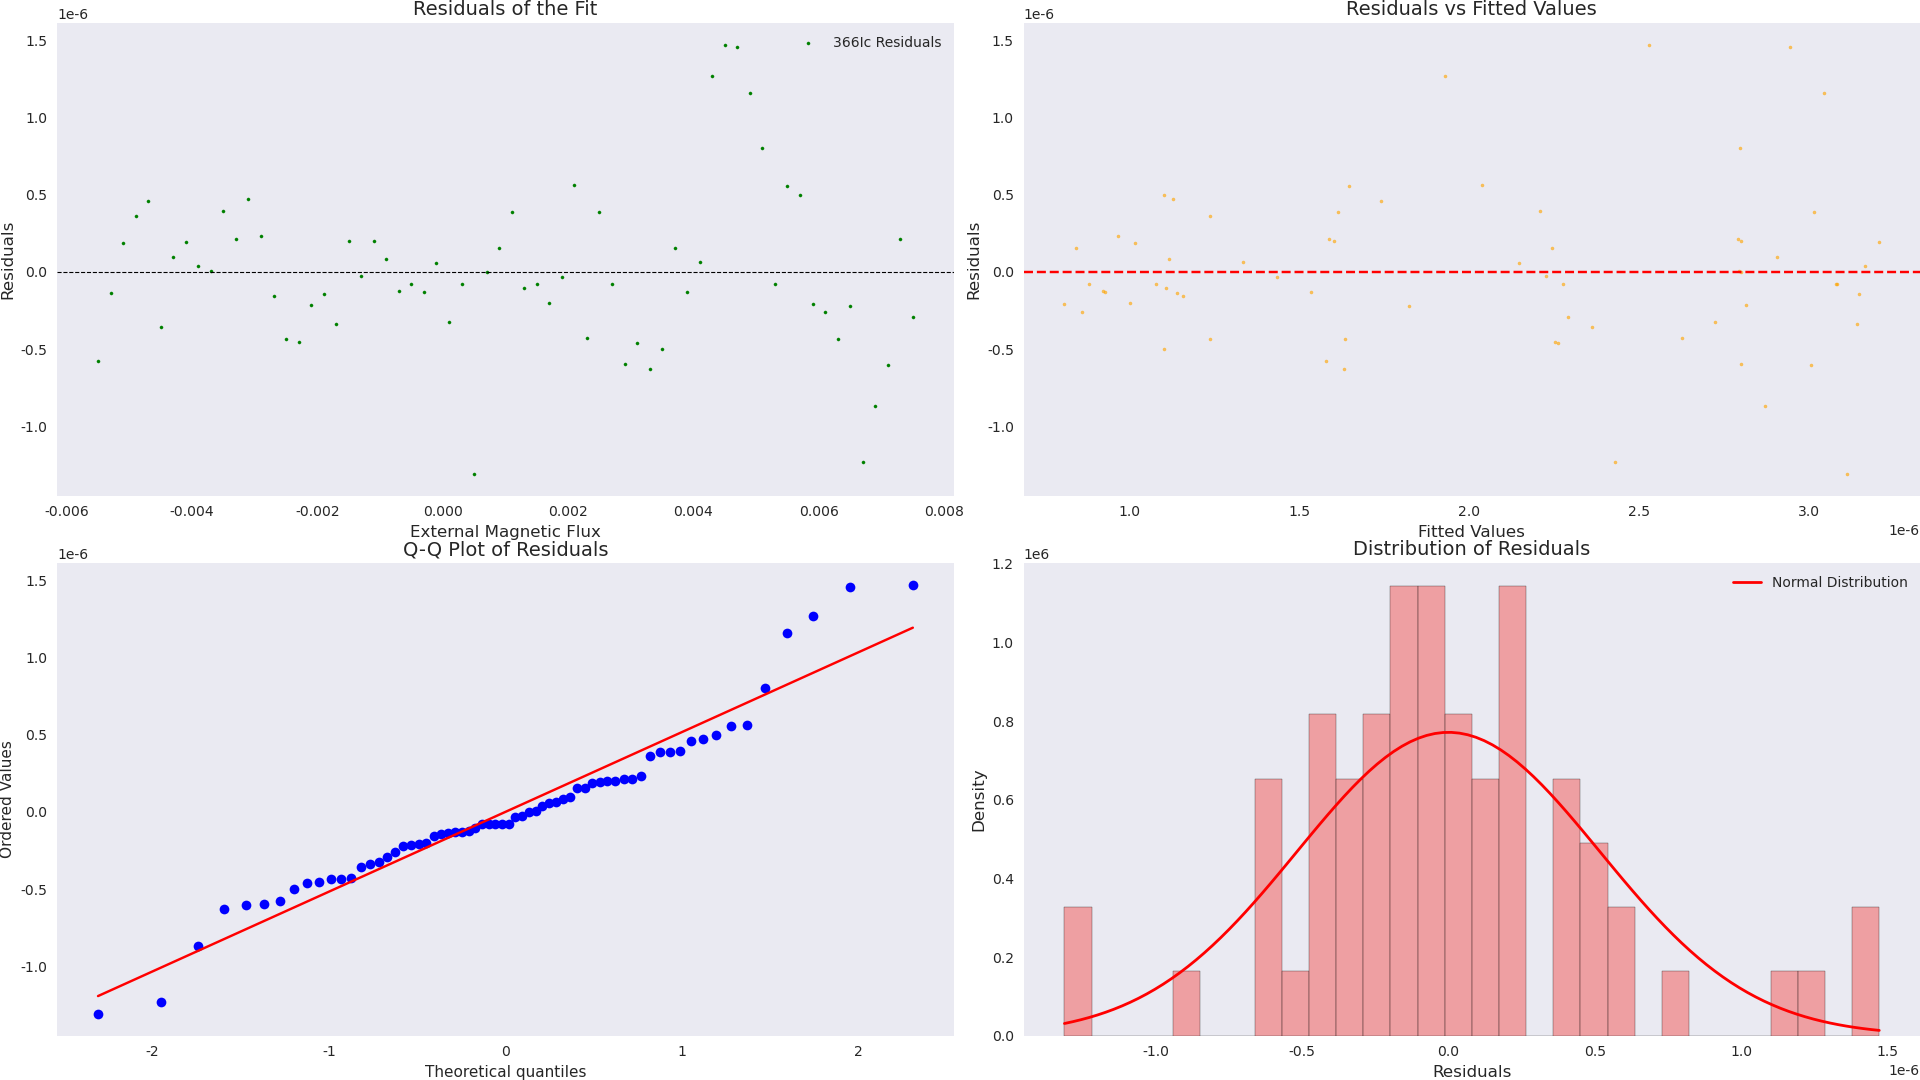 Residuals of the Fit
1e-6
366Ic Residuals
1.5
1.0
0.5
0.0
-0.5
-1.0
Residuals
-0.006 -0.004 -0.002 0.000 0.002 0.004 0.006 0.008
External Magnetic Flux
Residuals vs Fitted Values
1e-6
1.5
1.0
0.5
0.0
-0.5
-1.0
Residuals
1.0 1.5 2.0 2.5 3.0
1e-6
Fitted Values
Q-Q Plot of Residuals
1e-6
1.5
1.0
0.5
0.0
-0.5
-1.0
Ordered Values
-2 -1 0 1 2
Theoretical quantiles
Distribution of Residuals
1e6
Normal Distribution
1.2
1.0
0.8
0.6
0.4
0.2
0.0
Density
-1.0 -0.5 0.0 0.5 1.0 1.5
1e-6
Residuals